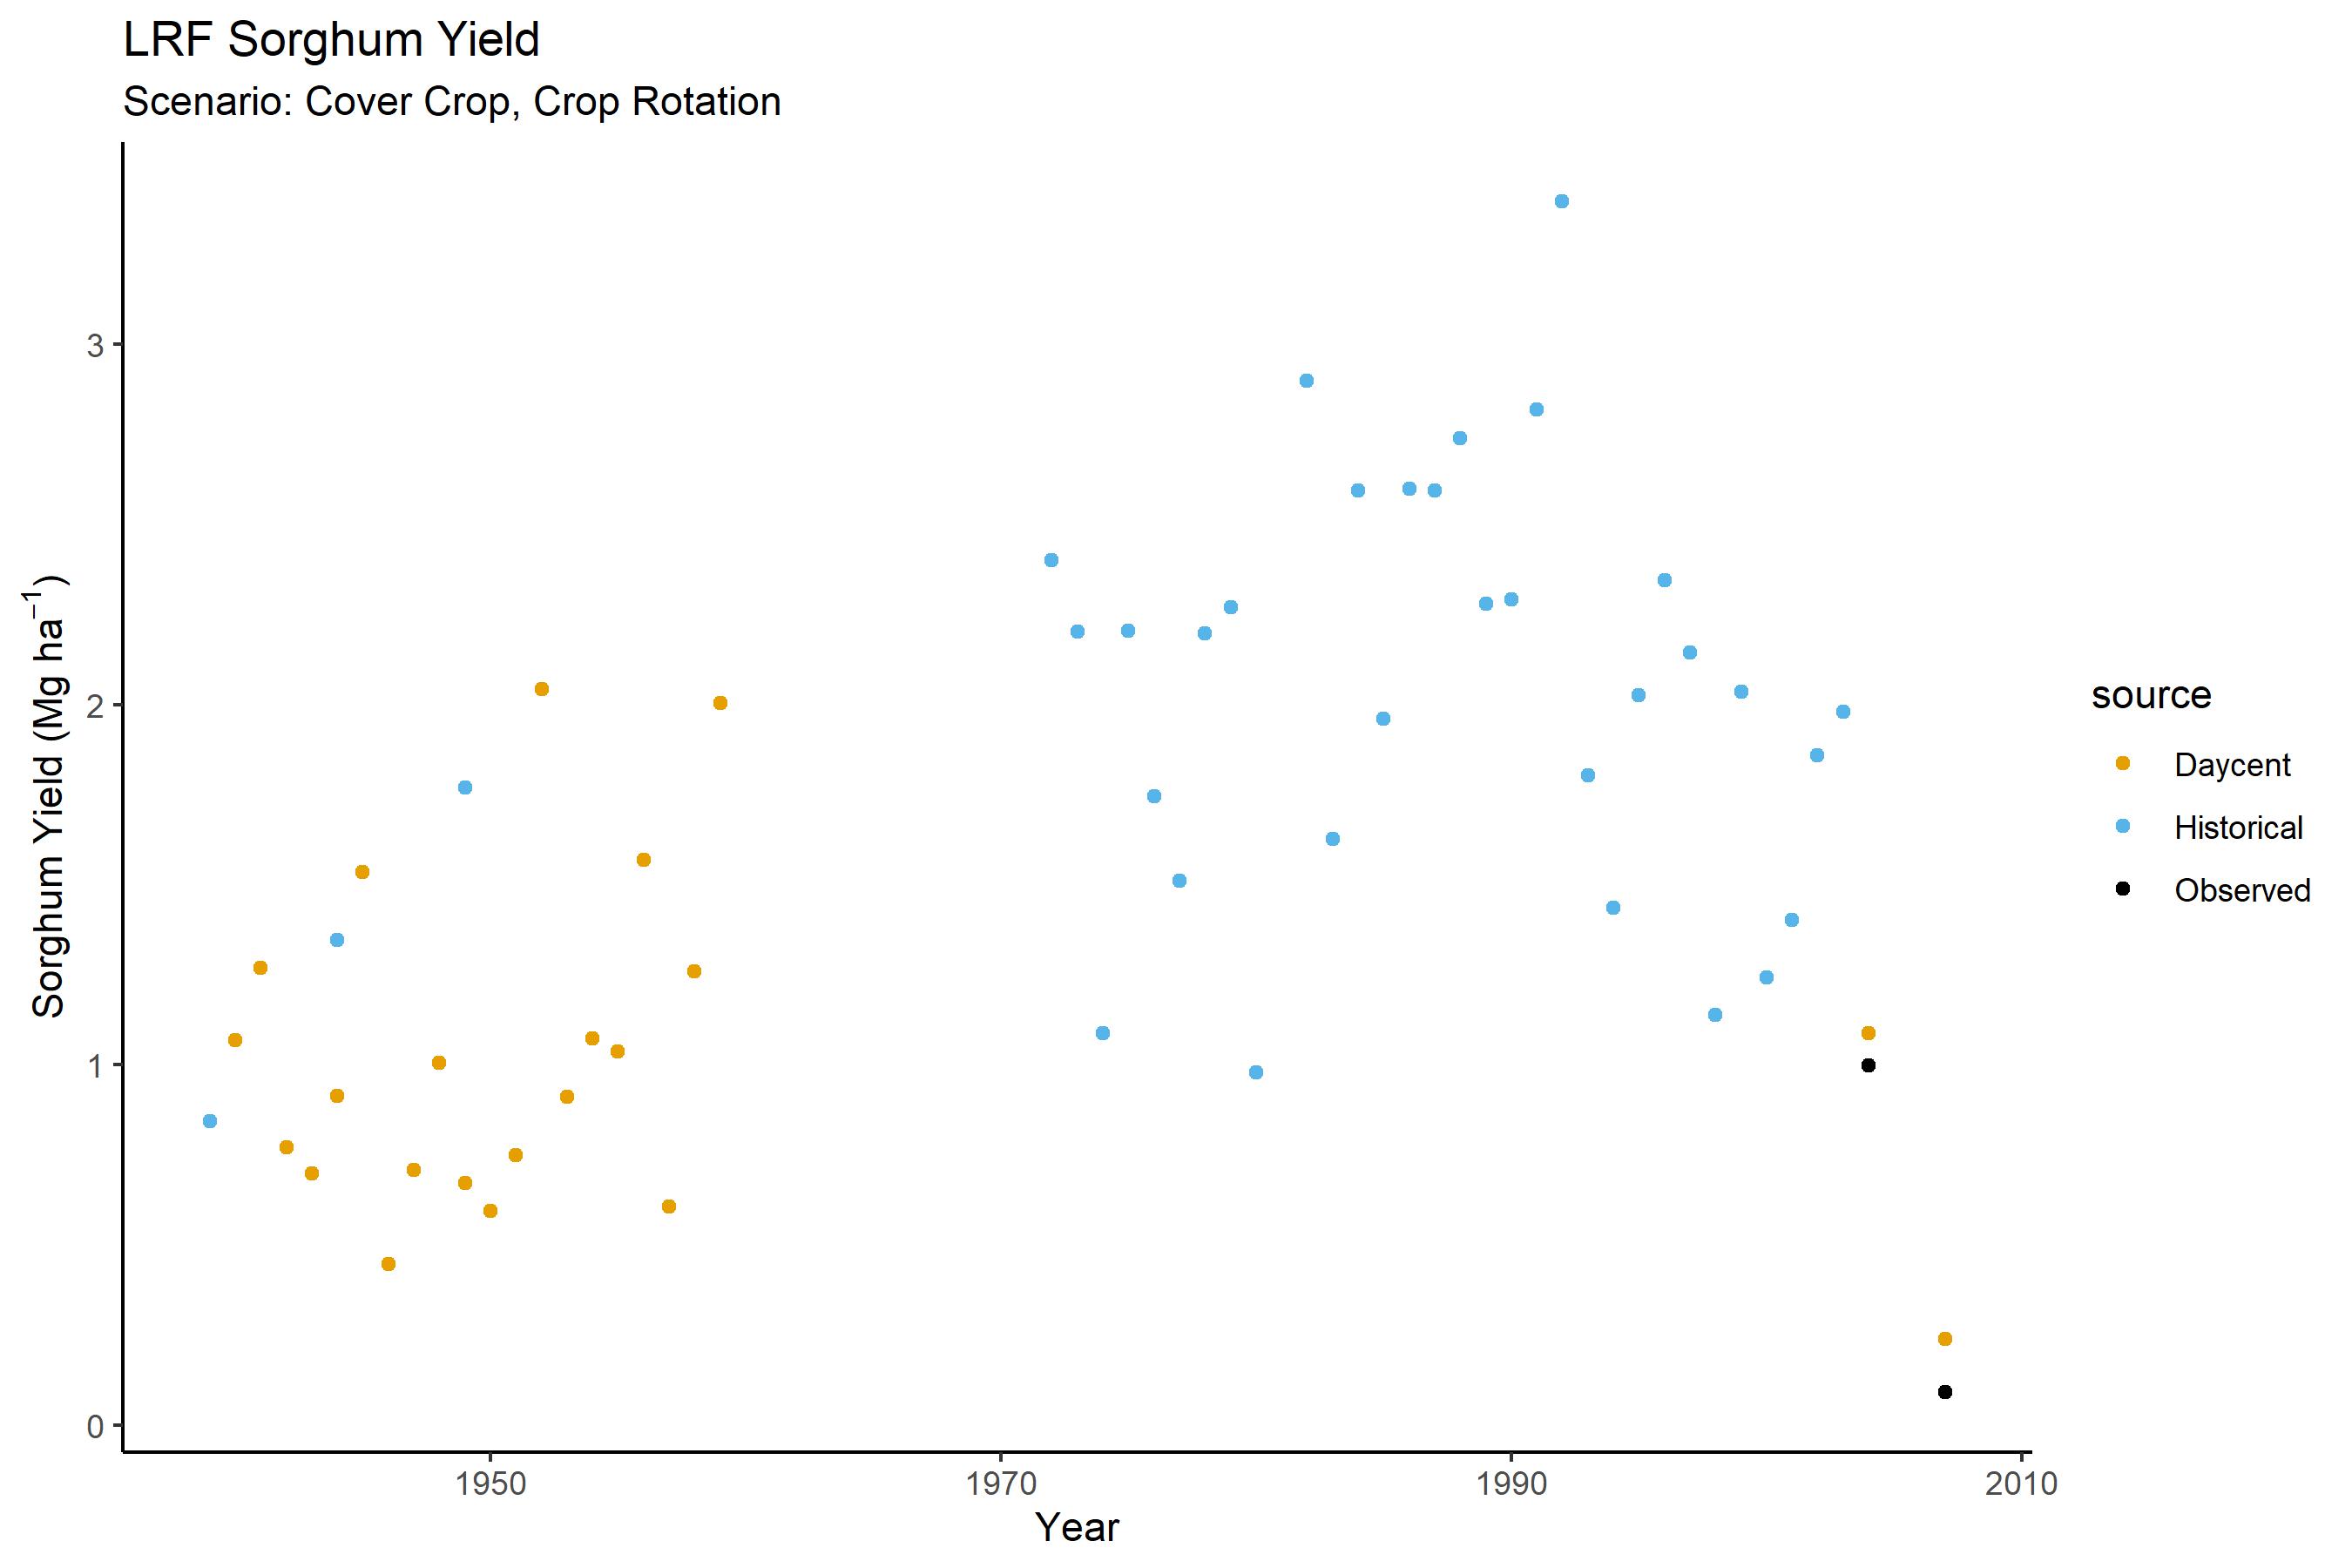 LRF Sorghum Yield
Scenario: Cover Crop, Crop Rotation
Sorghum Yield (Mg ha⁻¹)
3
2
1
0
1950
1970
1990
2010
Year
source
Daycent
Historical
Observed